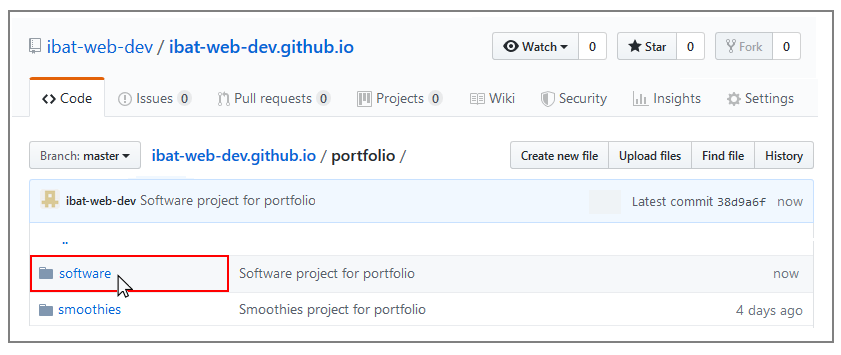 ibat-web-dev / ibat-web-dev.github.io Watch 0 Star 0 Fork 0
Code Issues 0 Pull requests 0 Projects 0 Wiki Security Insights Settings
Branch: master ibat-web-dev.github.io / portfolio / Create new file Upload files Find file History
ibat-web-dev Software project for portfolio Latest commit 38d9a6f now
..
software Software project for portfolio now
smoothies Smoothies project for portfolio 4 days ago